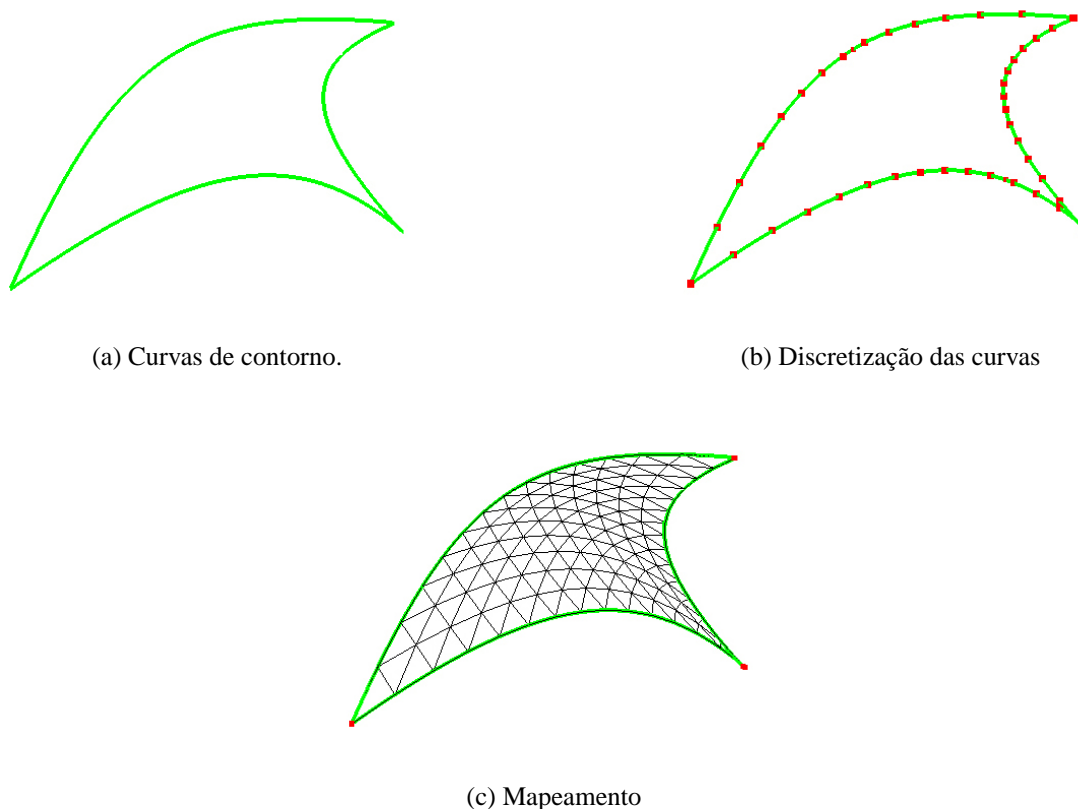 (a) Curvas de contorno.
(b) Discretização das curvas
(c) Mapeamento